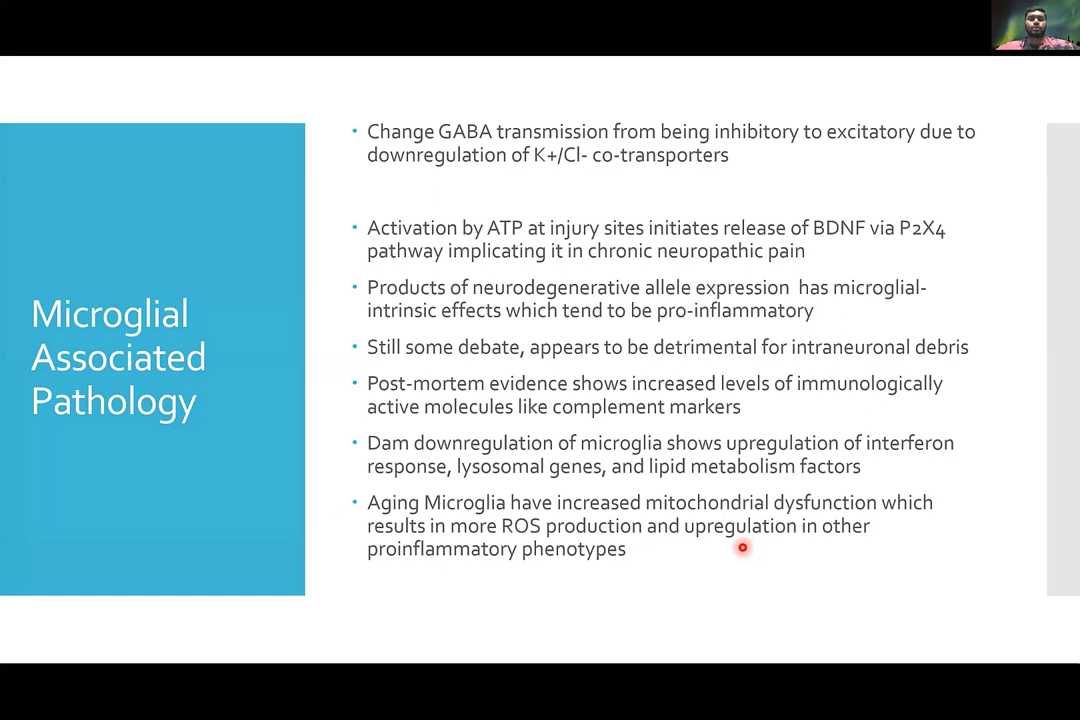 Microglial
Associated
Pathology
• Change GABA transmission from being inhibitory to excitatory due to
downregulation of K+/Cl- co-transporters
• Activation by ATP at injury sites initiates release of BDNF via P2X4
pathway implicating it in chronic neuropathic pain
• Products of neurodegenerative allele expression  has microglial-
intrinsic effects which tend to be pro-inflammatory
• Still some debate, appears to be detrimental for intraneuronal debris
• Post-mortem evidence shows increased levels of immunologically
active molecules like complement markers
• Dam downregulation of microglia shows upregulation of interferon
response, lysosomal genes, and lipid metabolism factors
• Aging Microglia have increased mitochondrial dysfunction which
results in more ROS production and upregulation in other
proinflammatory phenotypes